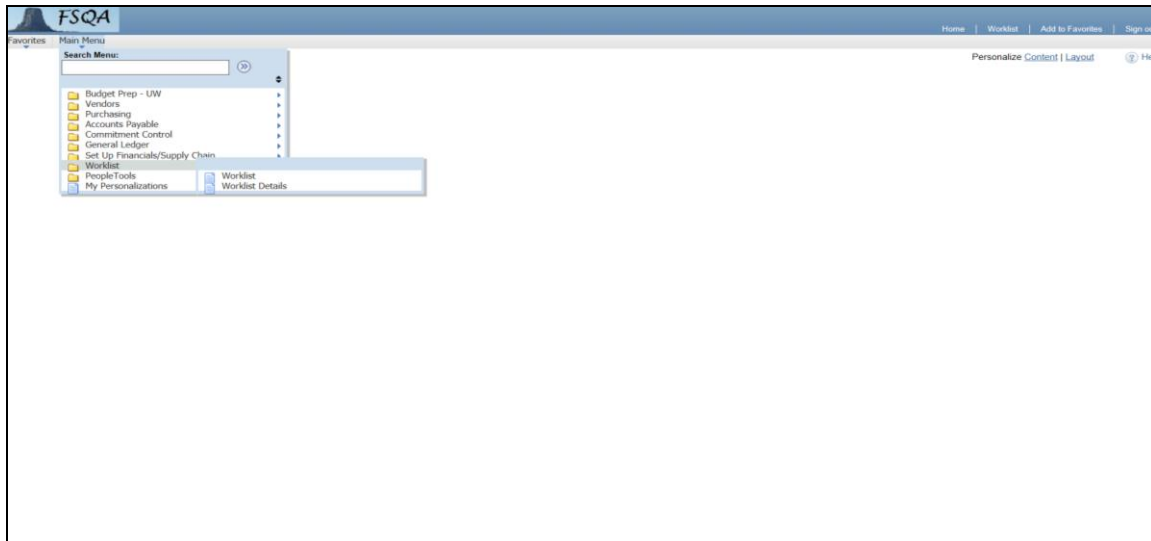 FSQA
Home | Worklist | Add to Favorites | Sign o
Favorites Main Menu
Personalize Content | Layout ? He
Search Menu:
Budget Prep - UW
Vendors
Purchasing
Accounts Payable
Commitment Control
General Ledger
Set Up Financials/Supply Chain
Worklist
PeopleTools
My Personalizations
Worklist
Worklist Details